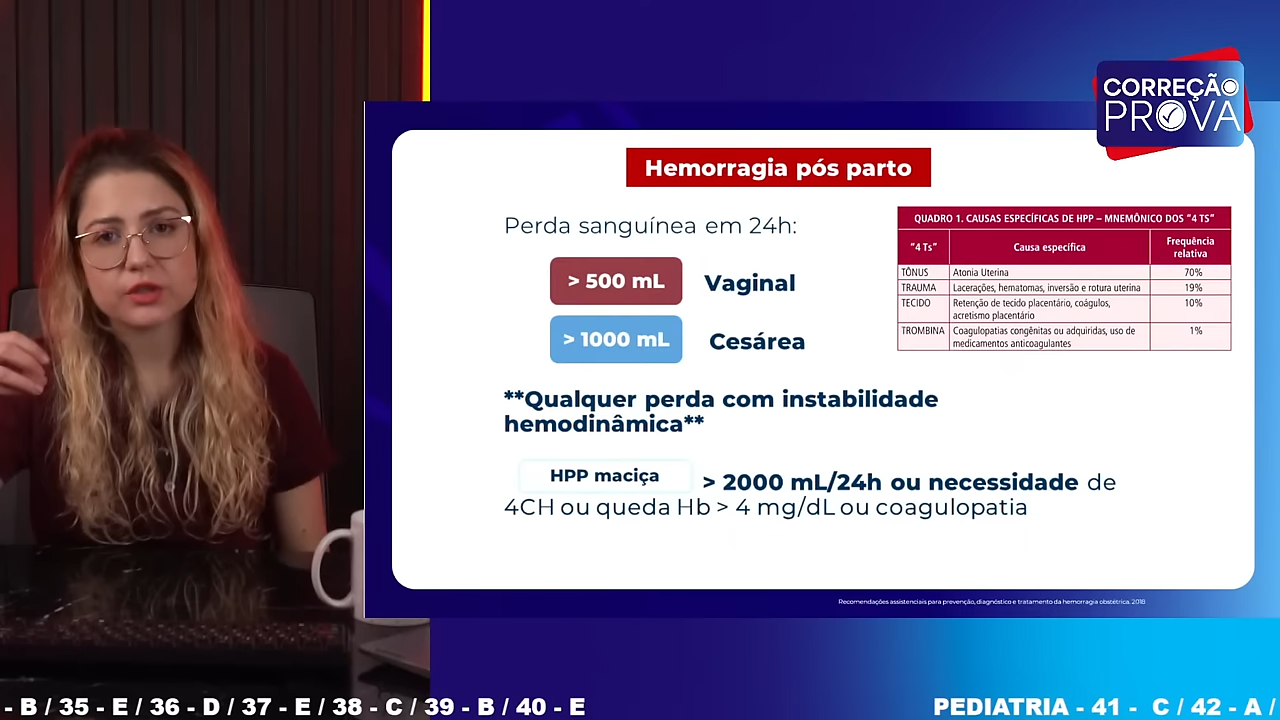 CORREÇÃO
PROVA
Hemorragia pós parto
Perda sanguínea em 24h:
> 500 mL Vaginal
> 1000 mL Cesárea
QUADRO 1. CAUSAS ESPECÍFICAS DE HPP – MNEMÔNICO DOS "4 TS"
"4 Ts" Causa específica Frequência relativa
TÔNUS Atonia Uterina 70%
TRAUMA Lacerações, hematomas, inversão e rotura uterina 19%
TECIDO Retenção de tecido placentário, coágulos, 10%
acretismo placentário
TROMBINA Coagulopatias congênitas ou adquiridas, uso de 1%
medicamentos anticoagulantes
**Qualquer perda com instabilidade
hemodinâmica**
HPP maciça > 2000 mL/24h ou necessidade de
4CH ou queda Hb > 4 mg/dL ou coagulopatia
Recomendações assistenciais para prevenção, diagnóstico e tratamento da hemorragia obstétrica. 2018
- B / 35 - E / 36 - D / 37 - E / 38 - C / 39 - B / 40 - E PEDIATRIA - 41 - C / 42 - A /